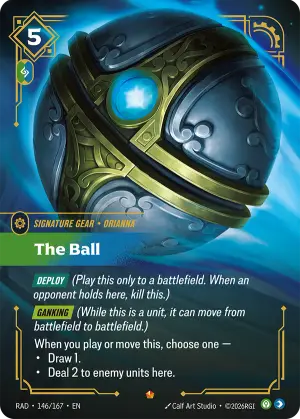 5
SIGNATURE GEAR • ORIANNA
The Ball
DEPLOY (Play this only to a battlefield. When an
opponent holds here, kill this.)
GANKING (While this is a unit, it can move from
battlefield to battlefield.)
When you play or move this, choose one —
• Draw 1.
• Deal 2 to enemy units here.
RAD • 146/167 • EN
Calf Art Studio • ©2026RGI